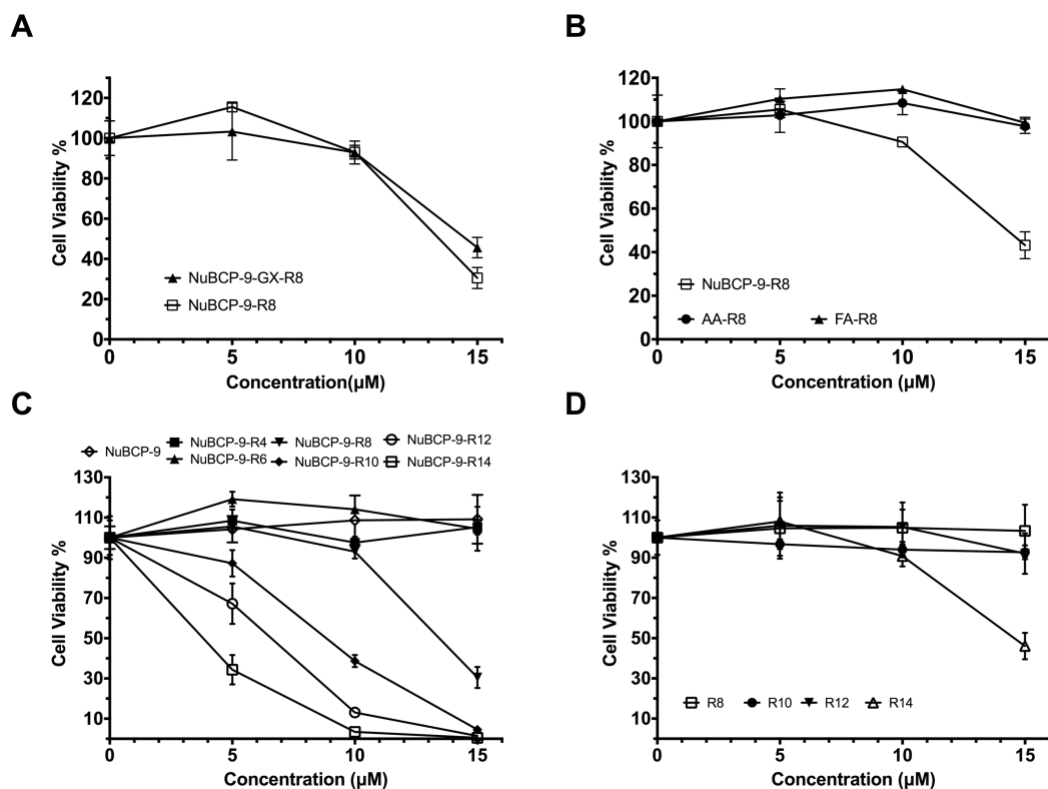 A
Cell Viability %
120
100
80
60
40
20
0
NuBCP-9-GX-R8
NuBCP-9-R8
0 5 10 15
Concentration(µM)
B
Cell Viability %
120
100
80
60
40
20
0
NuBCP-9-R8
AA-R8 FA-R8
0 5 10 15
Concentration (µM)
C
NuBCP-9 NuBCP-9-R4 NuBCP-9-R8 NuBCP-9-R12
NuBCP-9-R6 NuBCP-9-R10 NuBCP-9-R14
Cell Viability %
130
110
90
70
50
30
10
0 5 10 15
Concentration (µM)
D
Cell Viability %
130
110
90
70
50
30
10
R8 R10 R12 R14
0 5 10 15
Concentration (µM)